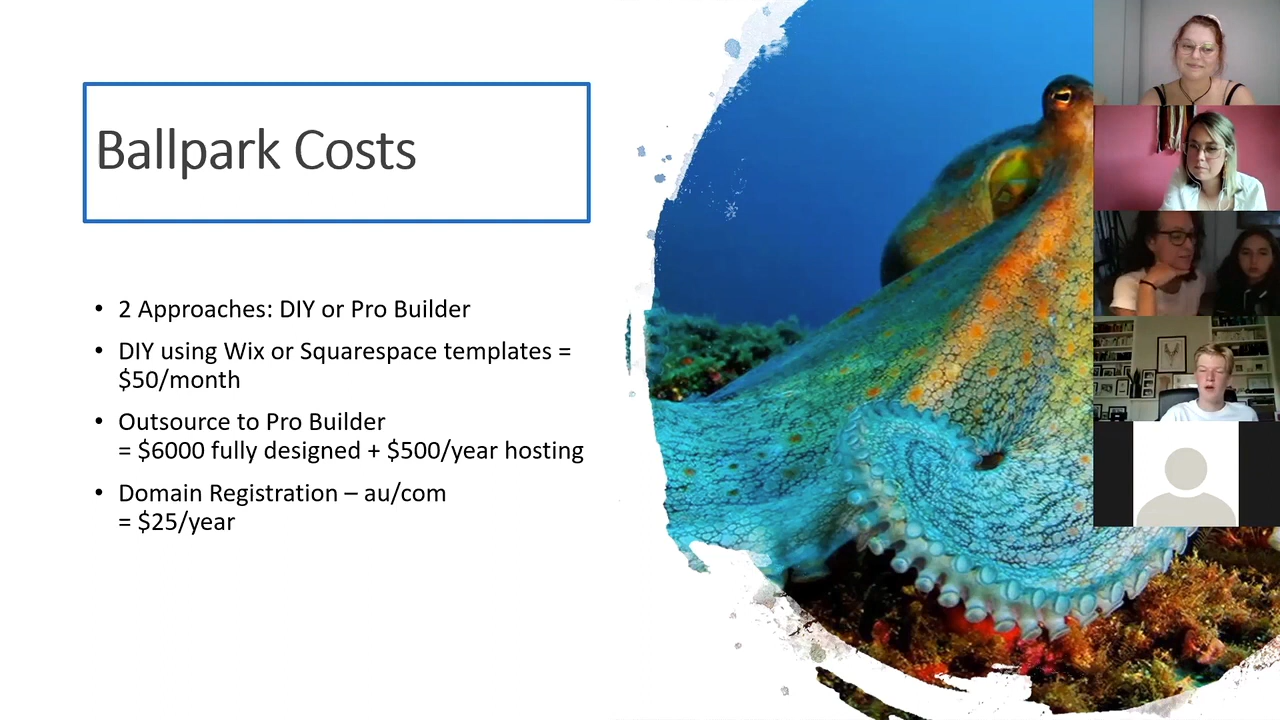 Ballpark Costs
• 2 Approaches: DIY or Pro Builder
• DIY using Wix or Squarespace templates =
$50/month
• Outsource to Pro Builder
= $6000 fully designed + $500/year hosting
• Domain Registration – au/com
= $25/year